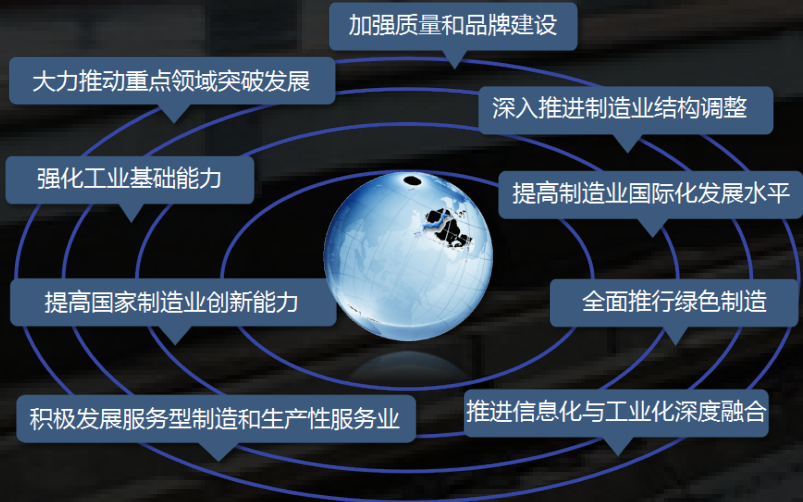 加强质量和品牌建设
大力推动重点领域突破发展
深入推进制造业结构调整
强化工业基础能力
提高制造业国际化发展水平
提高国家制造业创新能力
全面推行绿色制造
积极发展服务型制造和生产性服务业
推进信息化与工业化深度融合